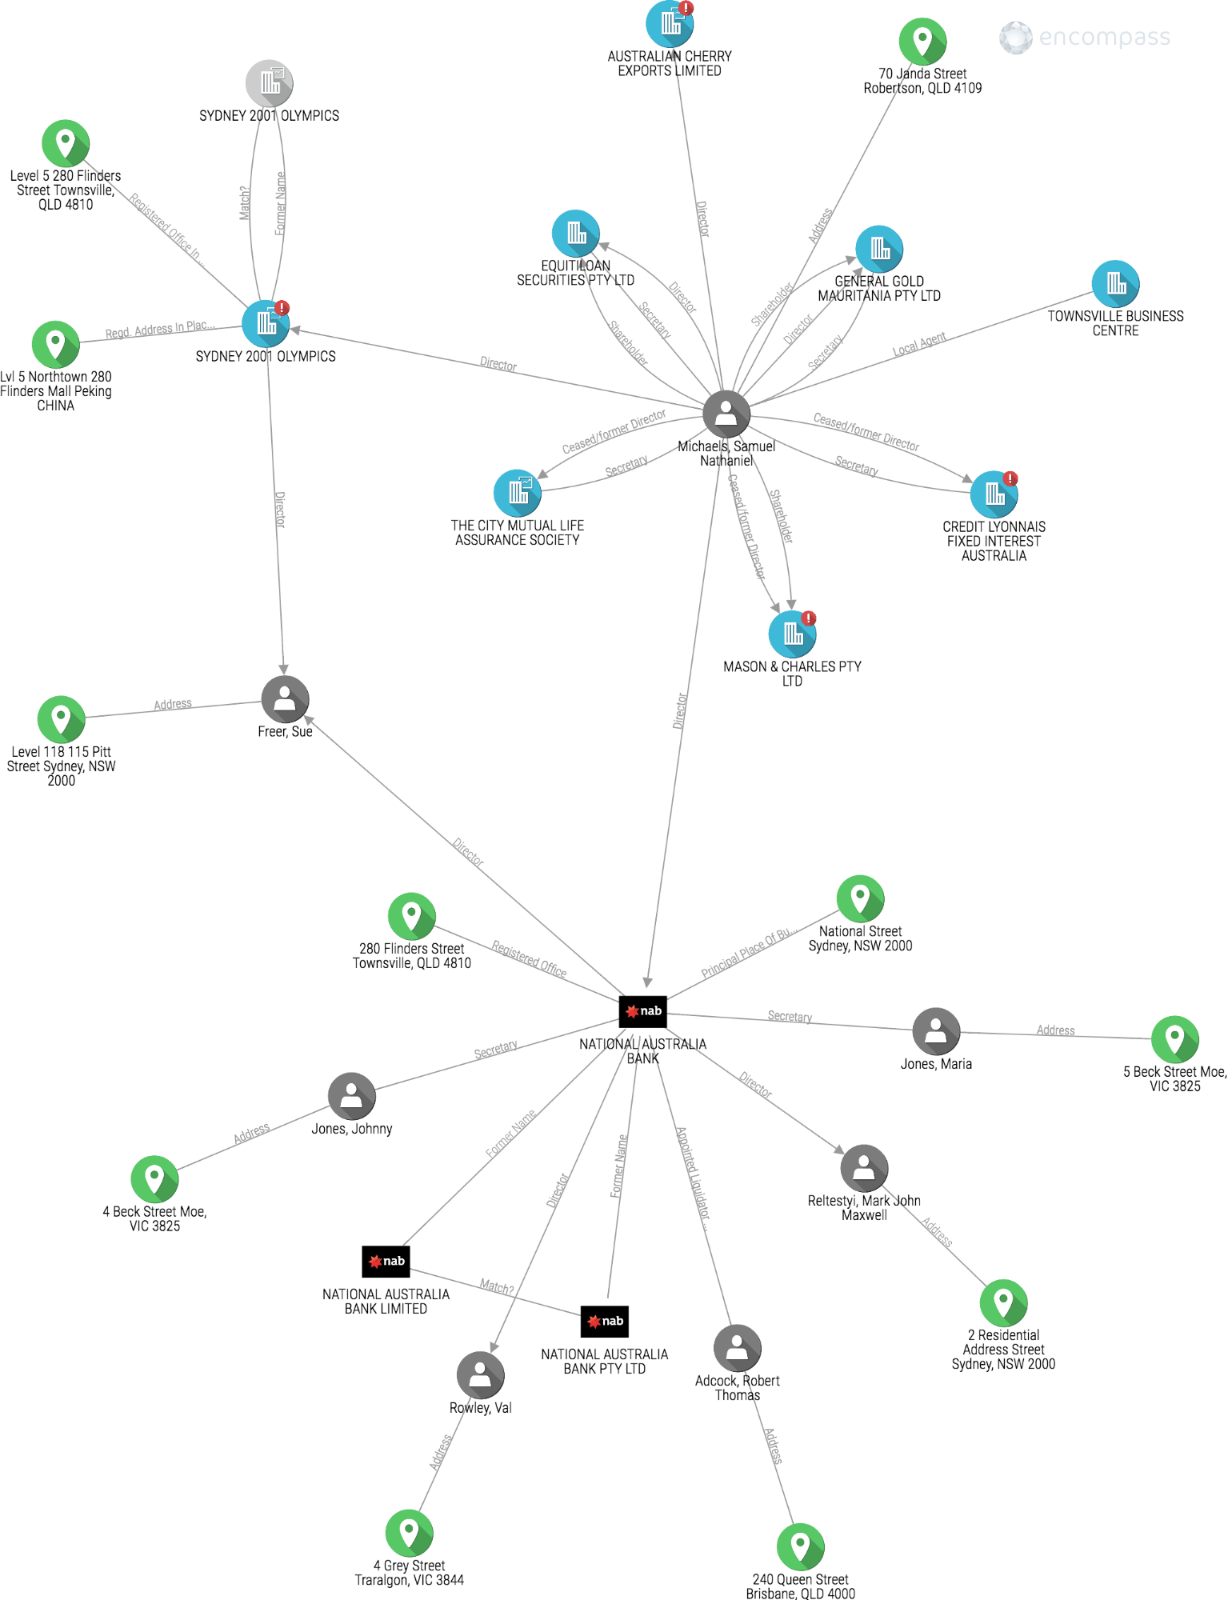 AUSTRALIAN CHERRY
EXPORTS LIMITED
encompass
70 Janda Street
Robertson, QLD 4109
SYDNEY 2001 OLYMPICS
Level 5 280 Flinders
Street Townsville,
QLD 4810
Registered Office In...
Match?
Former Name
Director
Address
EQUITILOAN
SECURITIES PTY LTD
Director
Secretary
Shareholder
GENERAL GOLD
MAURITANIA PTY LTD
Shareholder
Director
Secretary
TOWNSVILLE BUSINESS
CENTRE
Local Agent
Regd. Address In Plac...
SYDNEY 2001 OLYMPICS
Lvl 5 Northtown 280
Flinders Mall Peking
CHINA
Director
Michaels, Samuel
Nathaniel
Ceased/former Director
Secretary
Ceased/former Director
Secretary
THE CITY MUTUAL LIFE
ASSURANCE SOCIETY
Ceased/former Director
Shareholder
CREDIT LYONNAIS
FIXED INTEREST
AUSTRALIA
Director
MASON & CHARLES PTY
LTD
Director
Address
Freer, Sue
Level 118 115 Pitt
Street Sydney, NSW
2000
Director
280 Flinders Street
Townsville, QLD 4810
Registered Office
Principal Place Of Bu...
National Street
Sydney, NSW 2000
nab
NATIONAL AUSTRALIA
BANK
Secretary
Jones, Maria
Address
5 Beck Street Moe,
VIC 3825
Secretary
Jones, Johnny
Address
4 Beck Street Moe,
VIC 3825
Former Name
Director
Former Name
Appointed Liquidator ...
Director
Reltestyi, Mark John
Maxwell
Address
2 Residential
Address Street
Sydney, NSW 2000
nab
NATIONAL AUSTRALIA
BANK LIMITED
Match?
nab
NATIONAL AUSTRALIA
BANK PTY LTD
Adcock, Robert
Thomas
Rowley, Val
Address
Address
4 Grey Street
Traralgon, VIC 3844
240 Queen Street
Brisbane, QLD 4000